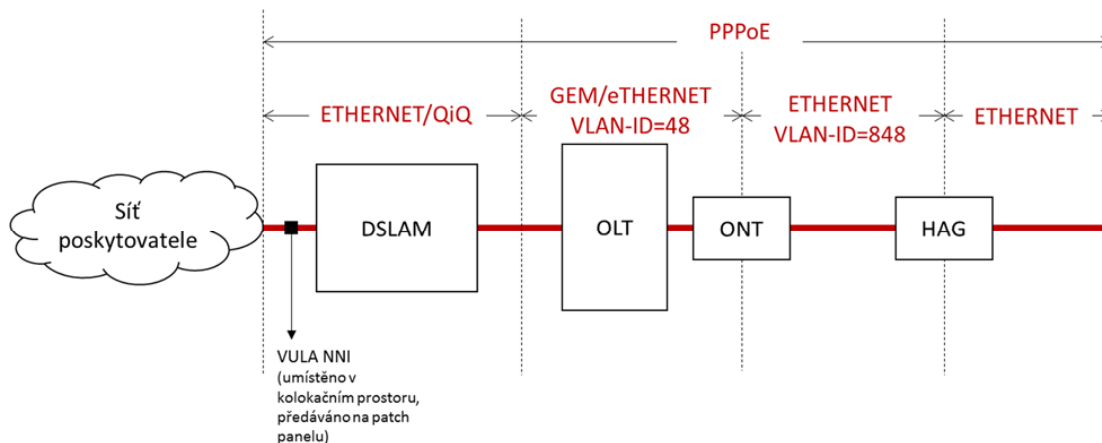 PPPoE
ETHERNET/QiQ
GEM/eTHERNET
VLAN-ID=48
ETHERNET
VLAN-ID=848
ETHERNET
Síť
poskytovatele
DSLAM
OLT
ONT
HAG
VULA NNI
(umístěno v
kolokačním prostoru,
předáváno na patch
panelu)